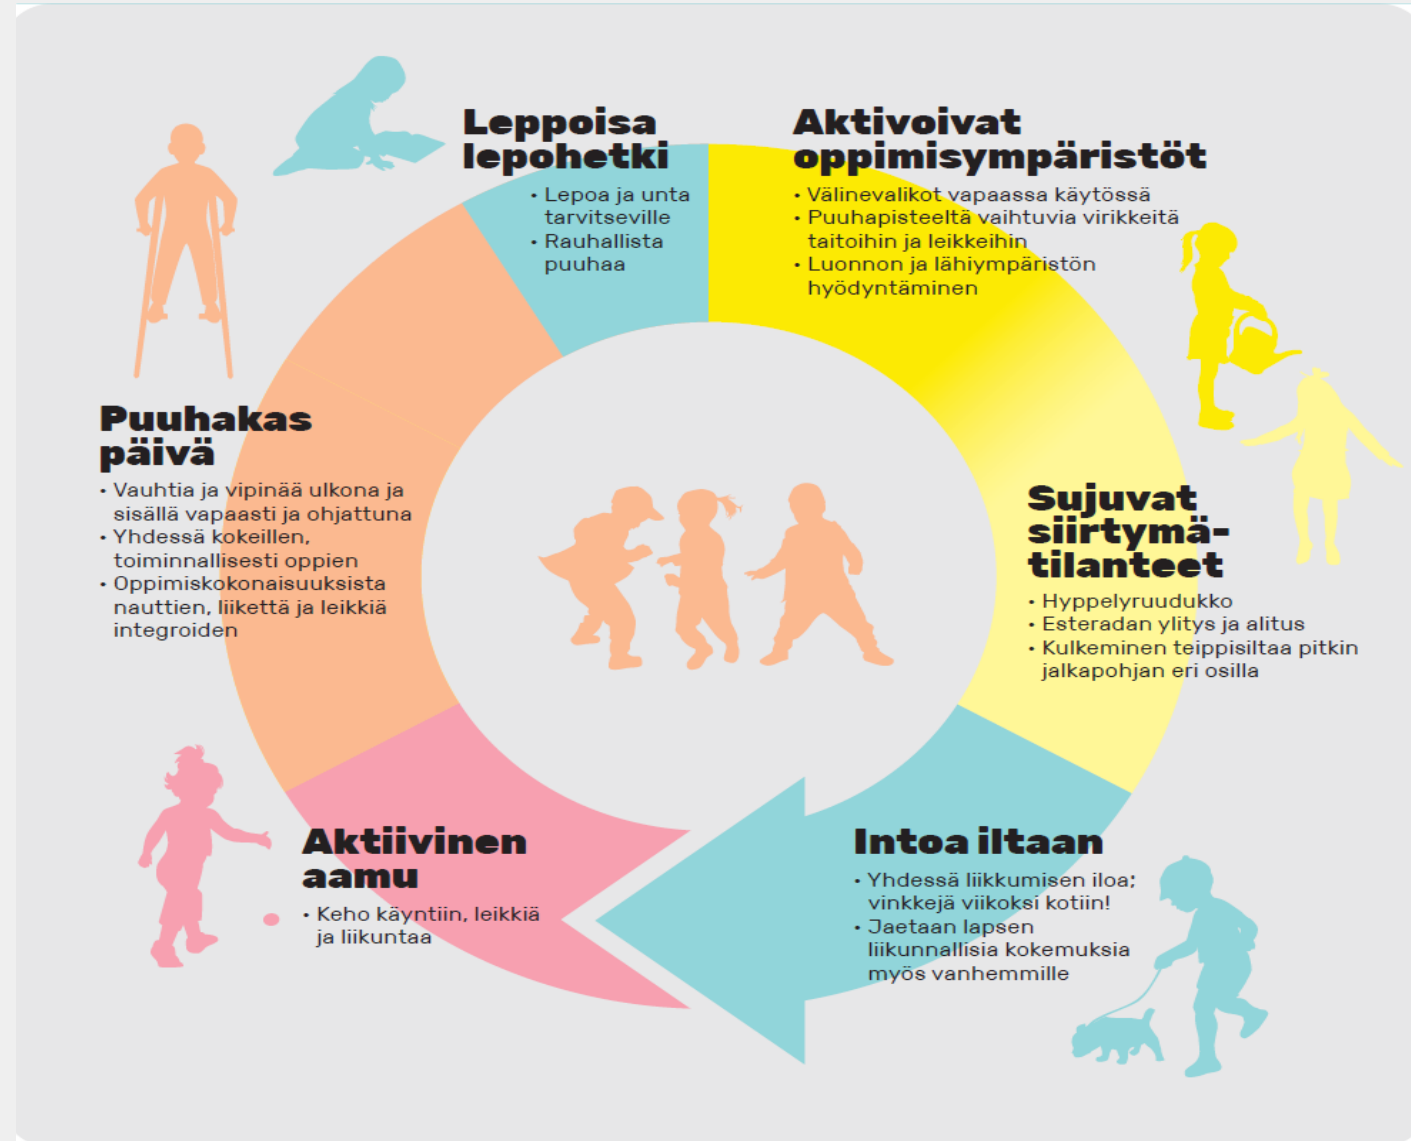 Leppoisa
lepohetki
• Lepoa ja unta
tarvitseville
• Rauhallista
puuhaa
Aktivoivat
oppimisympäristöt
• Välinevalikot vapaassa käytössä
• Puuhapisteeltä vaihtuvia virikkeitä
taitoihin ja leikkeihin
• Luonnon ja lähiympäristön
hyödyntäminen
Puuhakas
päivä
• Vauhtia ja vipinää ulkona ja
sisällä vapaasti ja ohjattuna
• Yhdessä kokeillen,
toiminnallisesti oppien
• Oppimiskokonaisuuksista
nauttien, liikettä ja leikkiä
integroiden
Sujuvat
siirtymä-
tilanteet
• Hyppelyruudukko
• Esteradan ylitys ja alitus
• Kulkeminen teippisiltaa pitkin
jalkapohjan eri osilla
Aktiivinen
aamu
• Keho käyntiin, leikkiä
ja liikuntaa
Intoa iltaan
• Yhdessä liikkumisen iloa;
vinkkejä viikoksi kotiin!
• Jaetaan lapsen
liikunnallisia kokemuksia
myös vanhemmille